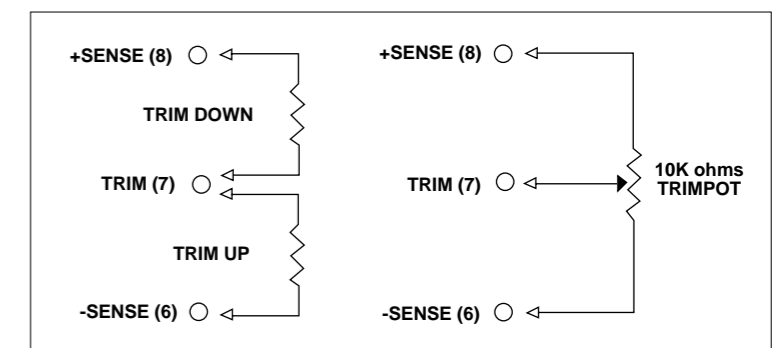 +SENSE (8)
TRIM DOWN
TRIM (7)
TRIM UP
-SENSE (6)
+SENSE (8)
TRIM (7)
10K ohms
TRIMPOT
-SENSE (6)